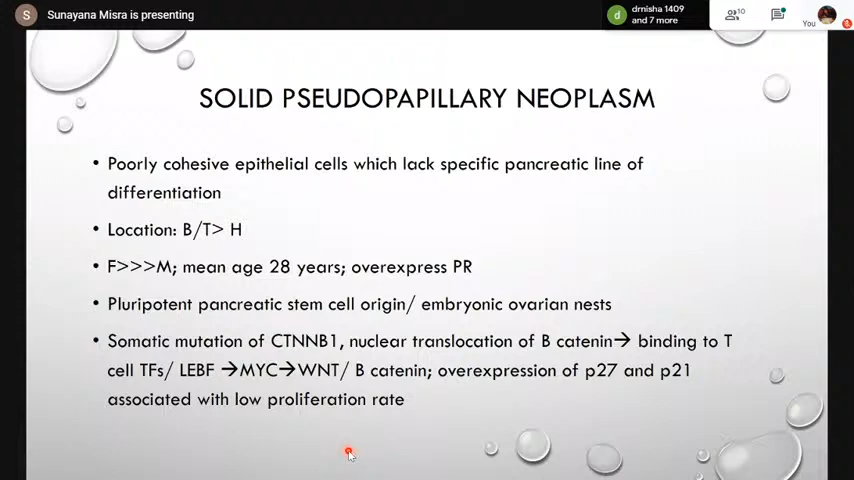 S Sunayana Misra is presenting
d drnisha 1409
and 7 more
10
You
SOLID PSEUDOPAPILLARY NEOPLASM
• Poorly cohesive epithelial cells which lack specific pancreatic line of
differentiation
• Location: B/T> H
• F>>>M; mean age 28 years; overexpress PR
• Pluripotent pancreatic stem cell origin/ embryonic ovarian nests
• Somatic mutation of CTNNB1, nuclear translocation of B catenin→ binding to T
cell TFs/ LEBF →MYC→WNT/ B catenin; overexpression of p27 and p21
associated with low proliferation rate